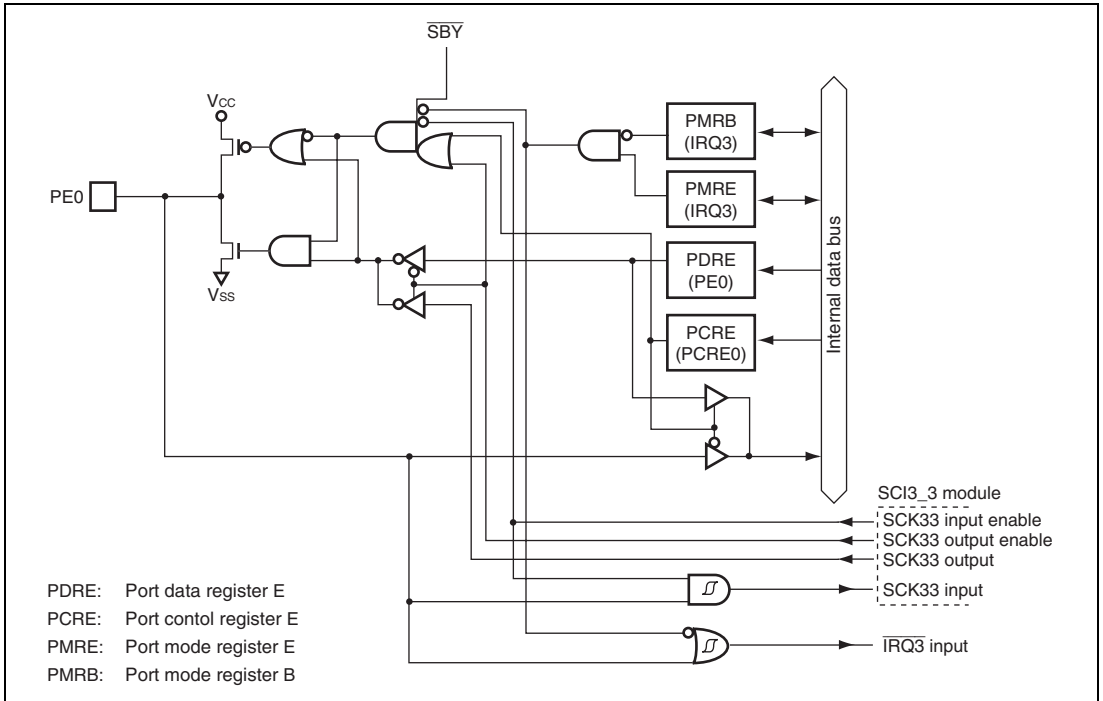 SBY
VCC
PMRB
(IRQ3)
PMRE
(IRQ3)
PE0
PDRE
(PE0)
VSS
PCRE
(PCRE0)
Internal data bus
SCI3_3 module
SCK33 input enable
SCK33 output enable
SCK33 output
SCK33 input
IRQ3 input
PDRE: Port data register E
PCRE: Port contol register E
PMRE: Port mode register E
PMRB: Port mode register B